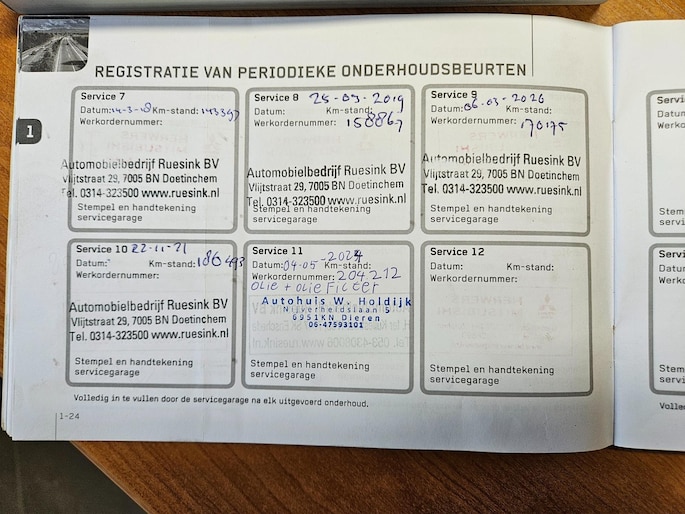 REGISTRATIE VAN PERIODIEKE ONDERHOUDSBEURTEN
1
Service 7
Datum: 14-3-18 Km-stand: 143397
Werkordernummer:
Automobielbedrijf Ruesink BV
Vlijtstraat 29, 7005 BN Doetinchem
Tel. 0314-323500 www.ruesink.nl
Stempel en handtekening
servicegarage
Service 8 25-03-2019
Datum: Km-stand:
Werkordernummer: 158867
Automobielbedrijf Ruesink BV
Vlijtstraat 29, 7005 BN Doetinchem
Tel. 0314-323500 www.ruesink.nl
Stempel en handtekening
servicegarage
Service 9
Datum: 06-03-2020 Km-stand:
Werkordernummer: 170175
Automobielbedrijf Ruesink BV
Vlijtstraat 29, 7005 BN Doetinchem
Tel. 0314-323500 www.ruesink.nl
Stempel en handtekening
servicegarage
Service 10 22-11-21
Datum: Km-stand: 186493
Werkordernummer:
Automobielbedrijf Ruesink BV
Vlijtstraat 29, 7005 BN Doetinchem
Tel. 0314-323500 www.ruesink.nl
Stempel en handtekening
servicegarage
Service 11
Datum: 04-05-2024 Km-stand:
Werkordernummer: 204212
olie + olie Filter
Autohuis W. Holdijk
Nijverheidslaan 5
6951KN Dieren
06-47593101
Stempel en handtekening
servicegarage
Service 12
Datum: Km-stand:
Werkordernummer:
Stempel en handtekening
servicegarage
Volledig in te vullen door de servicegarage na elk uitgevoerd onderhoud.
1-24